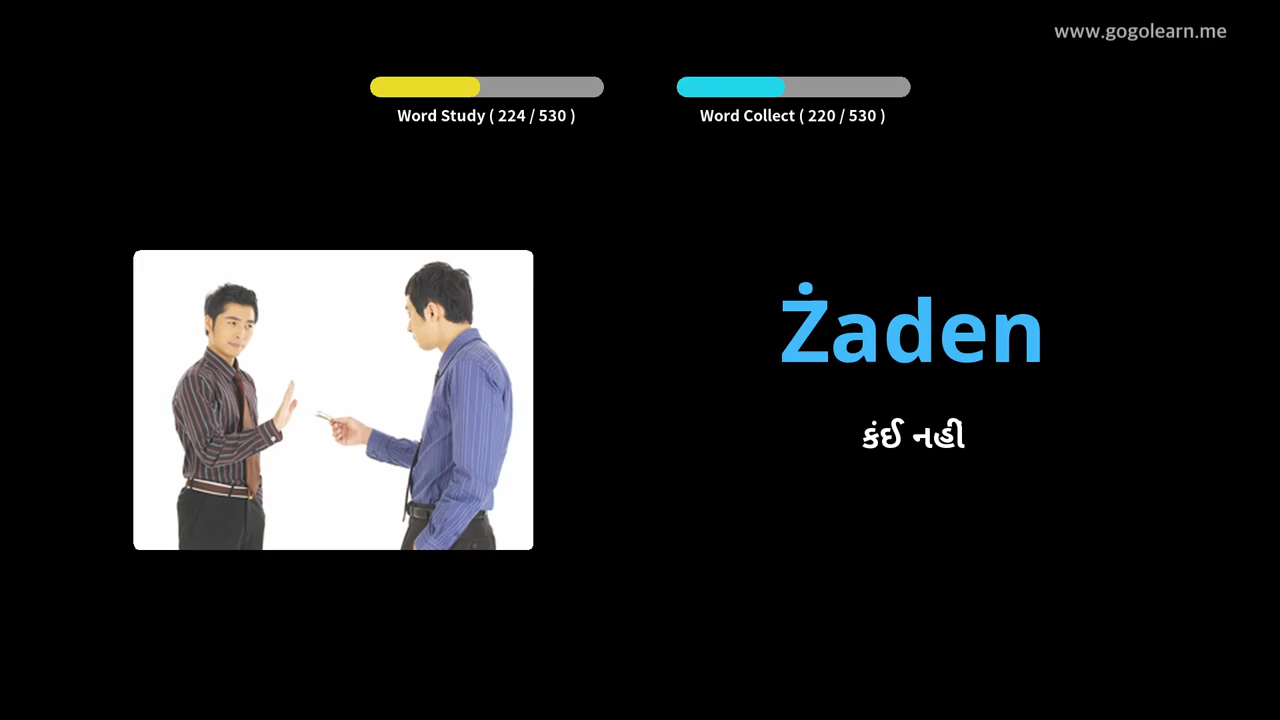 www.gogolearn.me
Word Study ( 224 / 530 )
Word Collect ( 220 / 530 )
Żaden
કંઈ નહી